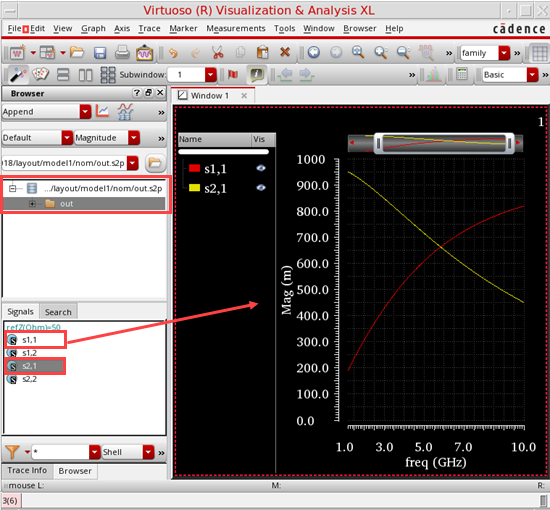 Virtuoso (R) Visualization & Analysis XL
File Edit View Graph Axis Trace Marker Measurements Tools Window Browser Help cādence
» » family »
Subwindow: 1 » » Basic »
Browser
Window 1
Append
Default Magnitude
18/layout/model1/nom/out.s2p
.../layout/model1/nom/out.s2p
out
Signals Search
refZ(Ohm)=50
s1,1
s1,2
s2,1
s2,2
* Shell »
Trace Info Browser
mouse L: M: R:
3(6)
1
Name Vis
s1,1
s2,1
Mag (m)
1000
900.0
800.0
700.0
600.0
500.0
400.0
300.0
200.0
100.0
0.0
1.0 3.0 5.0 7.0 10.0
freq (GHz)